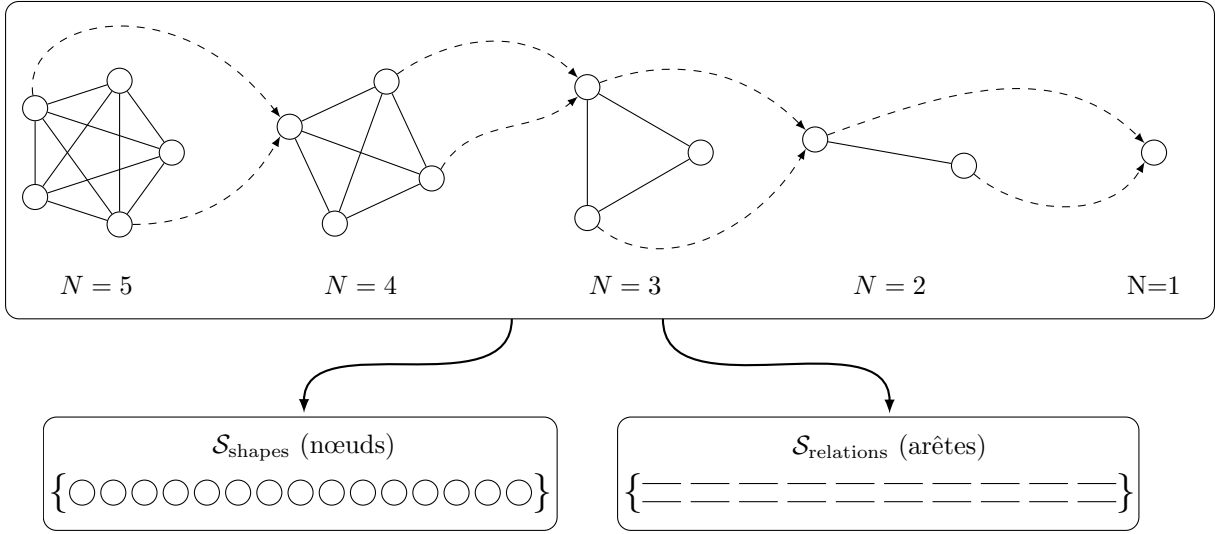 N = 5
N = 4
N = 3
N = 2
N=1
𝒮shapes (nœuds)
𝒮relations (arêtes)
{ }
{ }